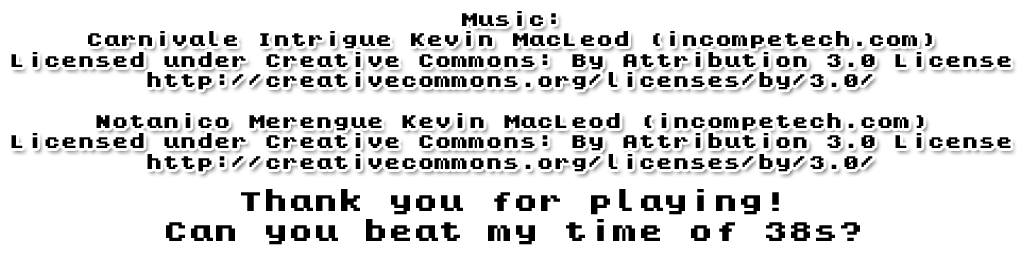 Music:
Carnivale Intrigue Kevin MacLeod (incompetech.com)
Licensed under Creative Commons: By Attribution 3.0 License
http://creativecommons.org/licenses/by/3.0/
Notanico Merengue Kevin MacLeod (incompetech.com)
Licensed under Creative Commons: By Attribution 3.0 License
http://creativecommons.org/licenses/by/3.0/
Thank you for playing!
Can you beat my time of 38s?